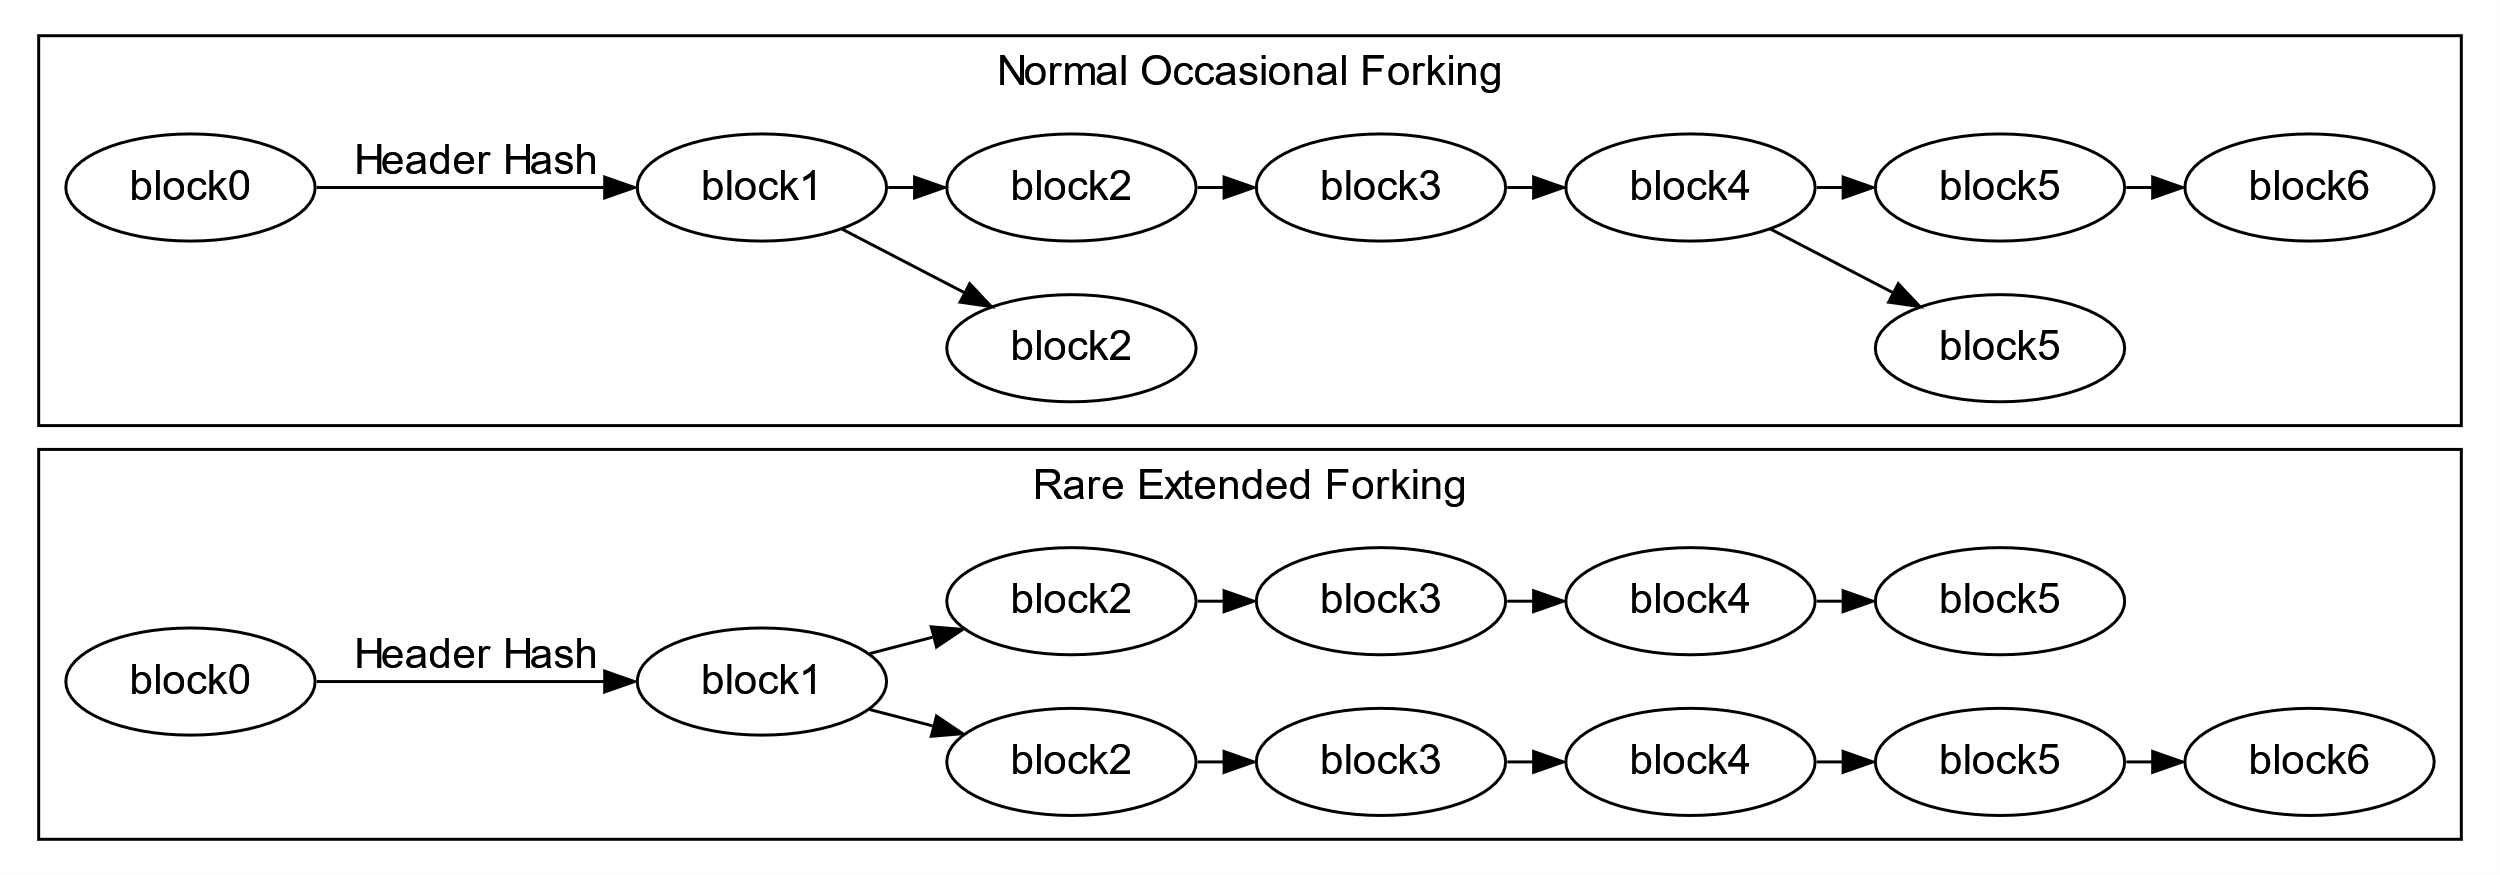 Normal Occasional Forking
Header Hash
block0
block1
block2
block3
block4
block5
block6
block2
block5
Rare Extended Forking
block2
block3
block4
block5
Header Hash
block0
block1
block2
block3
block4
block5
block6